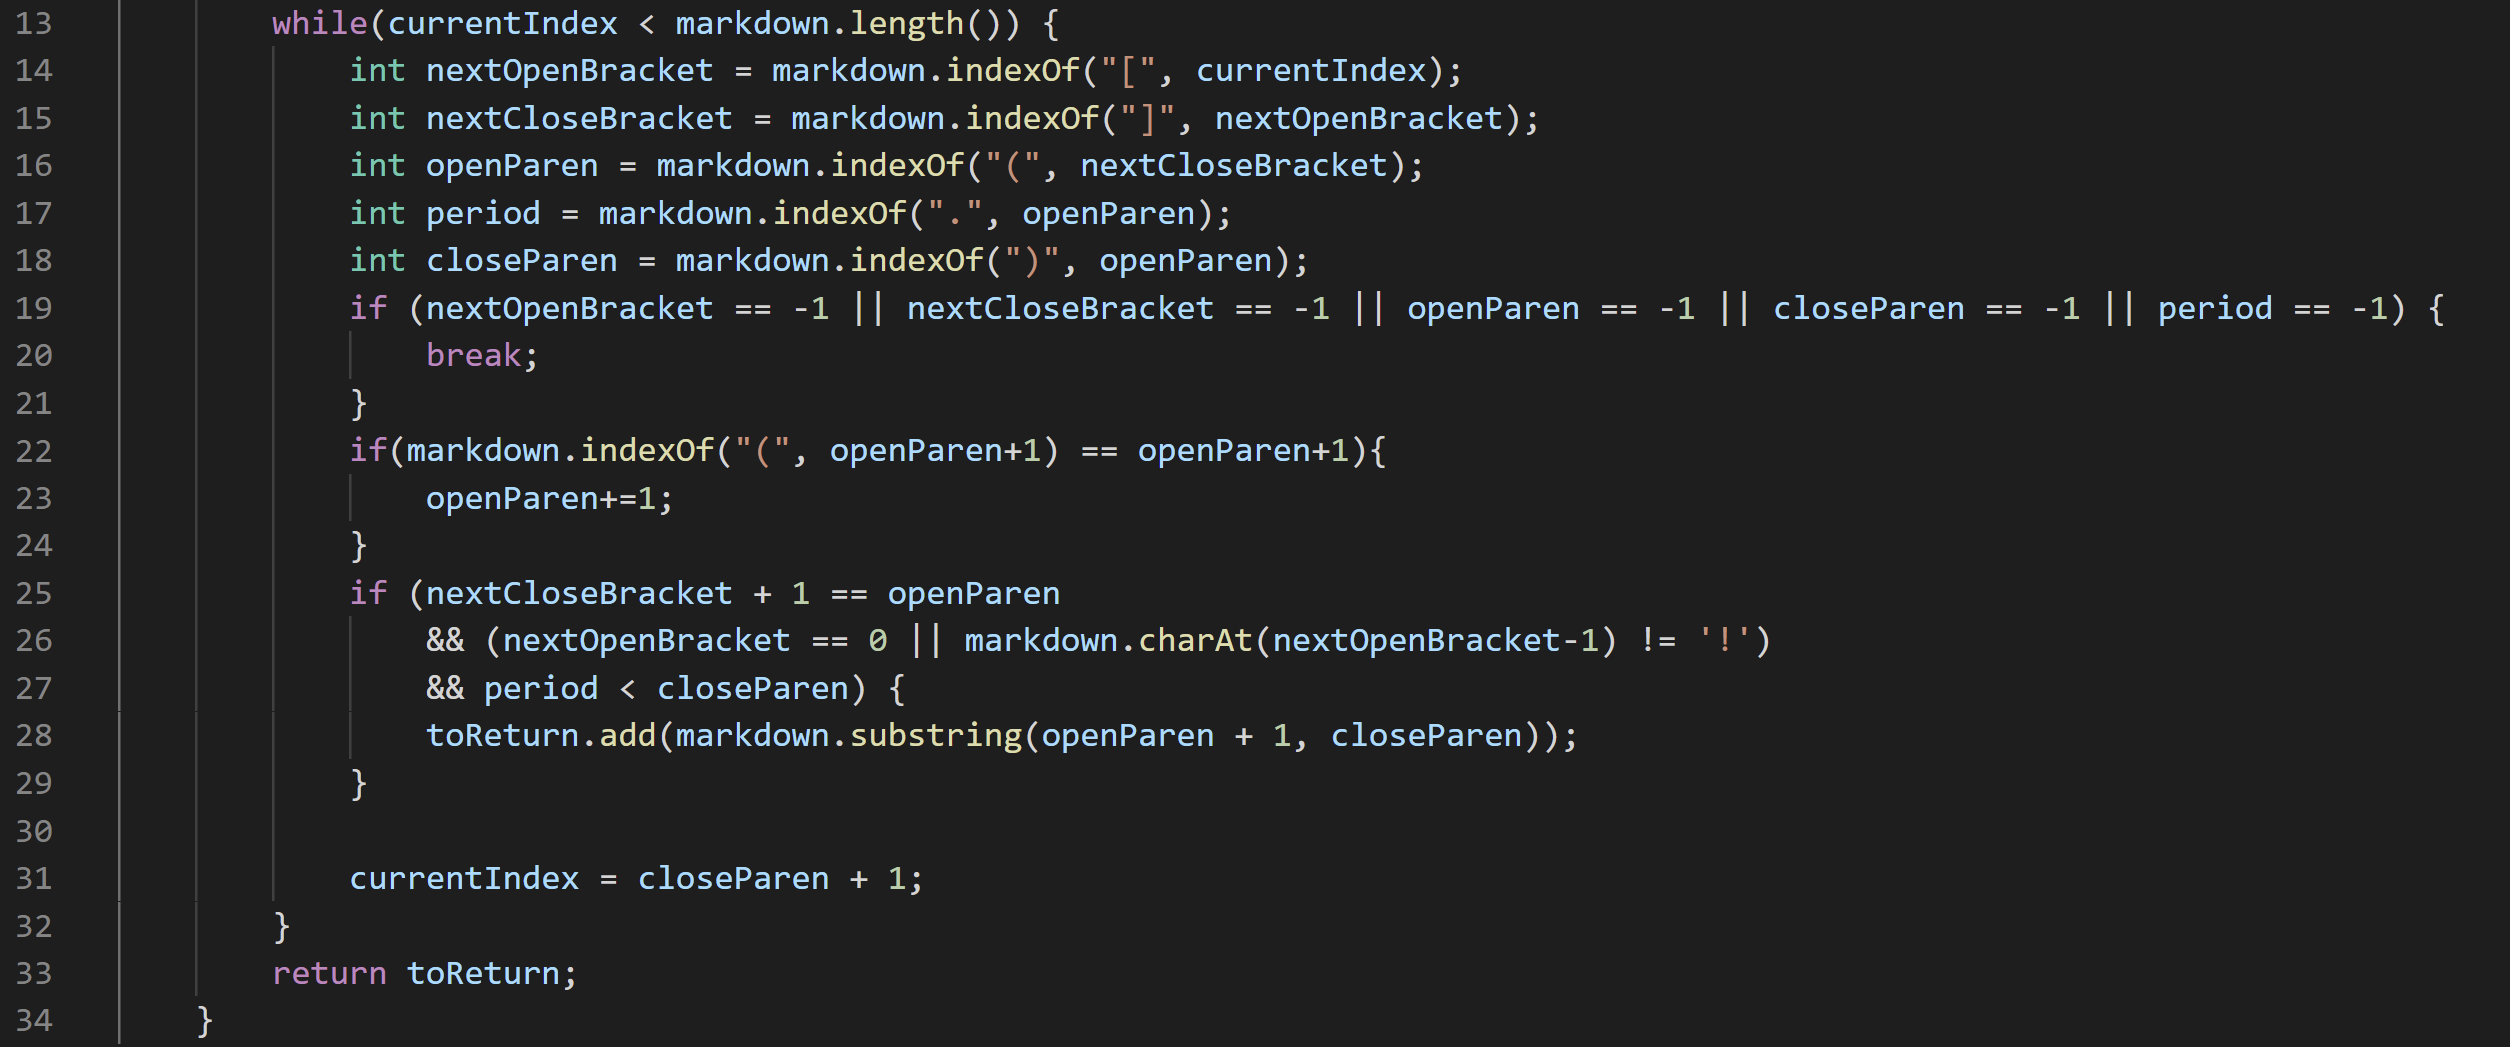 13 while(currentIndex < markdown.length()) {
14 int nextOpenBracket = markdown.indexOf("[", currentIndex);
15 int nextCloseBracket = markdown.indexOf("]", nextOpenBracket);
16 int openParen = markdown.indexOf("(", nextCloseBracket);
17 int period = markdown.indexOf(".", openParen);
18 int closeParen = markdown.indexOf(")", openParen);
19 if (nextOpenBracket == -1 || nextCloseBracket == -1 || openParen == -1 || closeParen == -1 || period == -1) {
20 break;
21 }
22 if(markdown.indexOf("(", openParen+1) == openParen+1){
23 openParen+=1;
24 }
25 if (nextCloseBracket + 1 == openParen
26 && (nextOpenBracket == 0 || markdown.charAt(nextOpenBracket-1) != '!')
27 && period < closeParen) {
28 toReturn.add(markdown.substring(openParen + 1, closeParen));
29 }
30
31 currentIndex = closeParen + 1;
32 }
33 return toReturn;
34 }